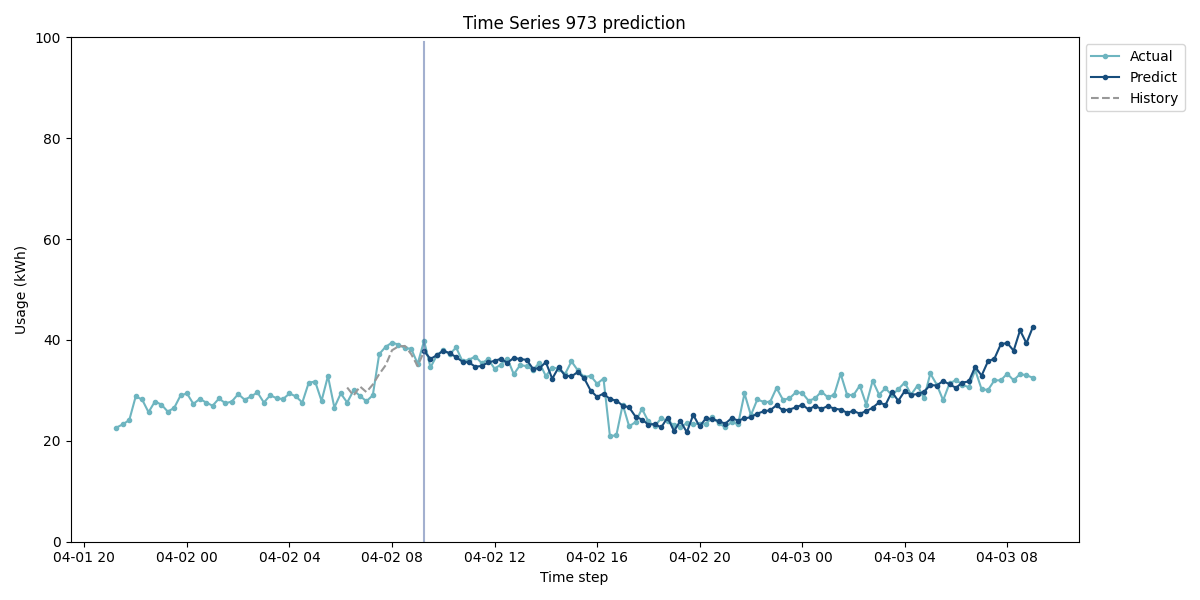 Time Series 973 prediction
100
80
60
40
20
0
Usage (kWh)
04-01 20
04-02 00
04-02 04
04-02 08
04-02 12
04-02 16
04-02 20
04-03 00
04-03 04
04-03 08
Time step
Actual
Predict
History